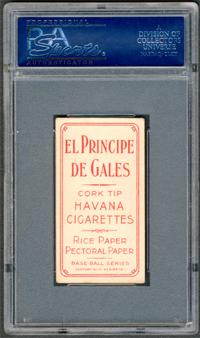 PROFESSIONAL
PSA
Sports
AUTHENTICATOR
A
DIVISION OF
COLLECTORS
UNIVERSE
EL PRINCIPE
DE GALES
CORK TIP
HAVANA
CIGARETTES
RICE PAPER
PECTORAL PAPER
BASE BALL SERIES